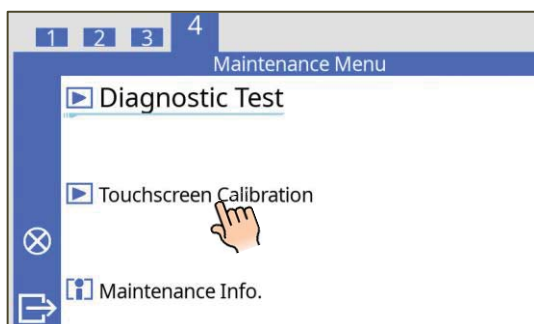 1 2 3 4
Maintenance Menu
Diagnostic Test
Touchscreen Calibration
Maintenance Info.